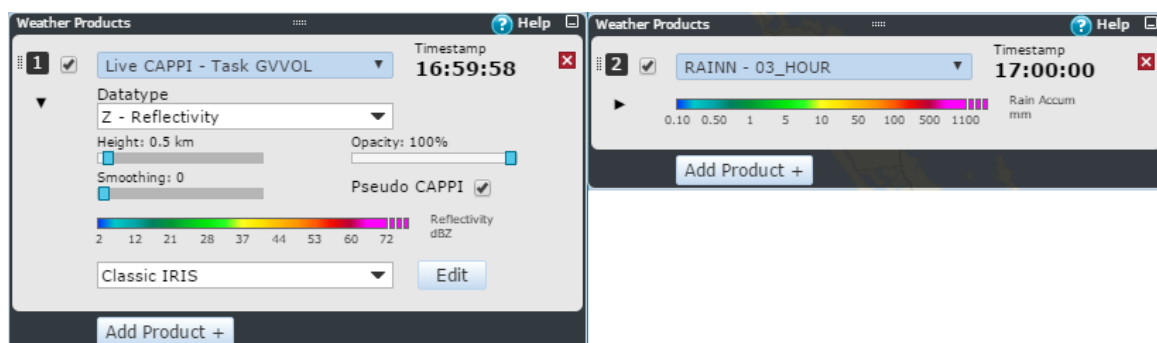 Weather Products
? Help
1
Live CAPPI - Task GVVOL
Timestamp
16:59:58
Datatype
Z - Reflectivity
Height: 0.5 km
Opacity: 100%
Smoothing: 0
Pseudo CAPPI
Reflectivity
dBZ
2 12 21 28 37 44 53 60 72
Classic IRIS
Edit
Add Product +
Weather Products
? Help
2
RAINN - 03_HOUR
Timestamp
17:00:00
Rain Accum
mm
0.10 0.50 1 5 10 50 100 500 1100
Add Product +